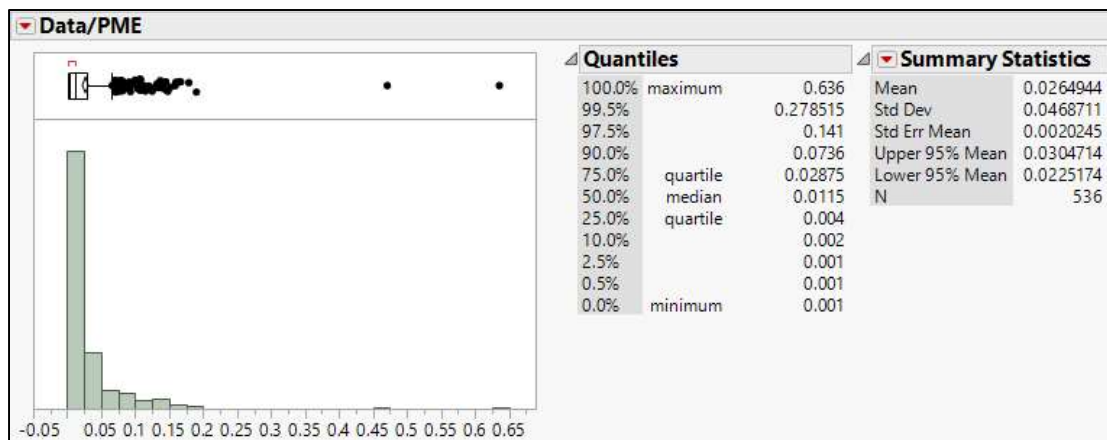 Data/PME
Quantiles
100.0% maximum 0.636
99.5% 0.278515
97.5% 0.141
90.0% 0.0736
75.0% quartile 0.02875
50.0% median 0.0115
25.0% quartile 0.004
10.0% 0.002
2.5% 0.001
0.5% 0.001
0.0% minimum 0.001
Summary Statistics
Mean 0.0264944
Std Dev 0.0468711
Std Err Mean 0.0020245
Upper 95% Mean 0.0304714
Lower 95% Mean 0.0225174
N 536
-0.05 0.05 0.1 0.15 0.2 0.25 0.3 0.35 0.4 0.45 0.5 0.55 0.6 0.65